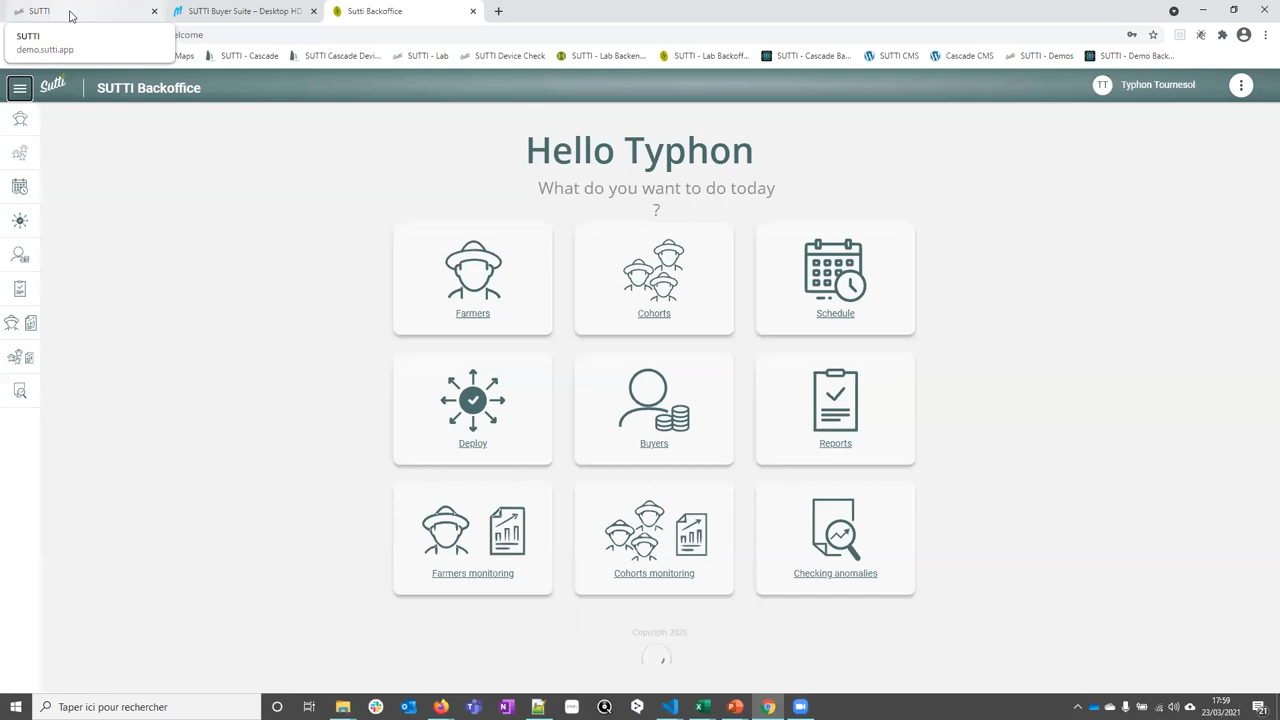 SUTTI
SUTTI Buyer Suite – Desktop HD
Sutti Backoffice
SUTTI
demo.sutti.app
elcome
Maps
SUTTI - Cascade
SUTTI Cascade Devi...
SUTTI - Lab
SUTTI Device Check
SUTTI - Lab Backen...
SUTTI - Lab Backoff...
SUTTI - Cascade Ba...
SUTTI CMS
Cascade CMS
SUTTI - Demos
SUTTI - Demo Back...
Sutti
SUTTI Backoffice
TT
Typhon Tournesol
Hello Typhon
What do you want to do today
?
Farmers
Cohorts
Schedule
Deploy
Buyers
Reports
Farmers monitoring
Cohorts monitoring
Checking anomalies
Copyrigth 2020
Taper ici pour rechercher
17:59
23/03/2021